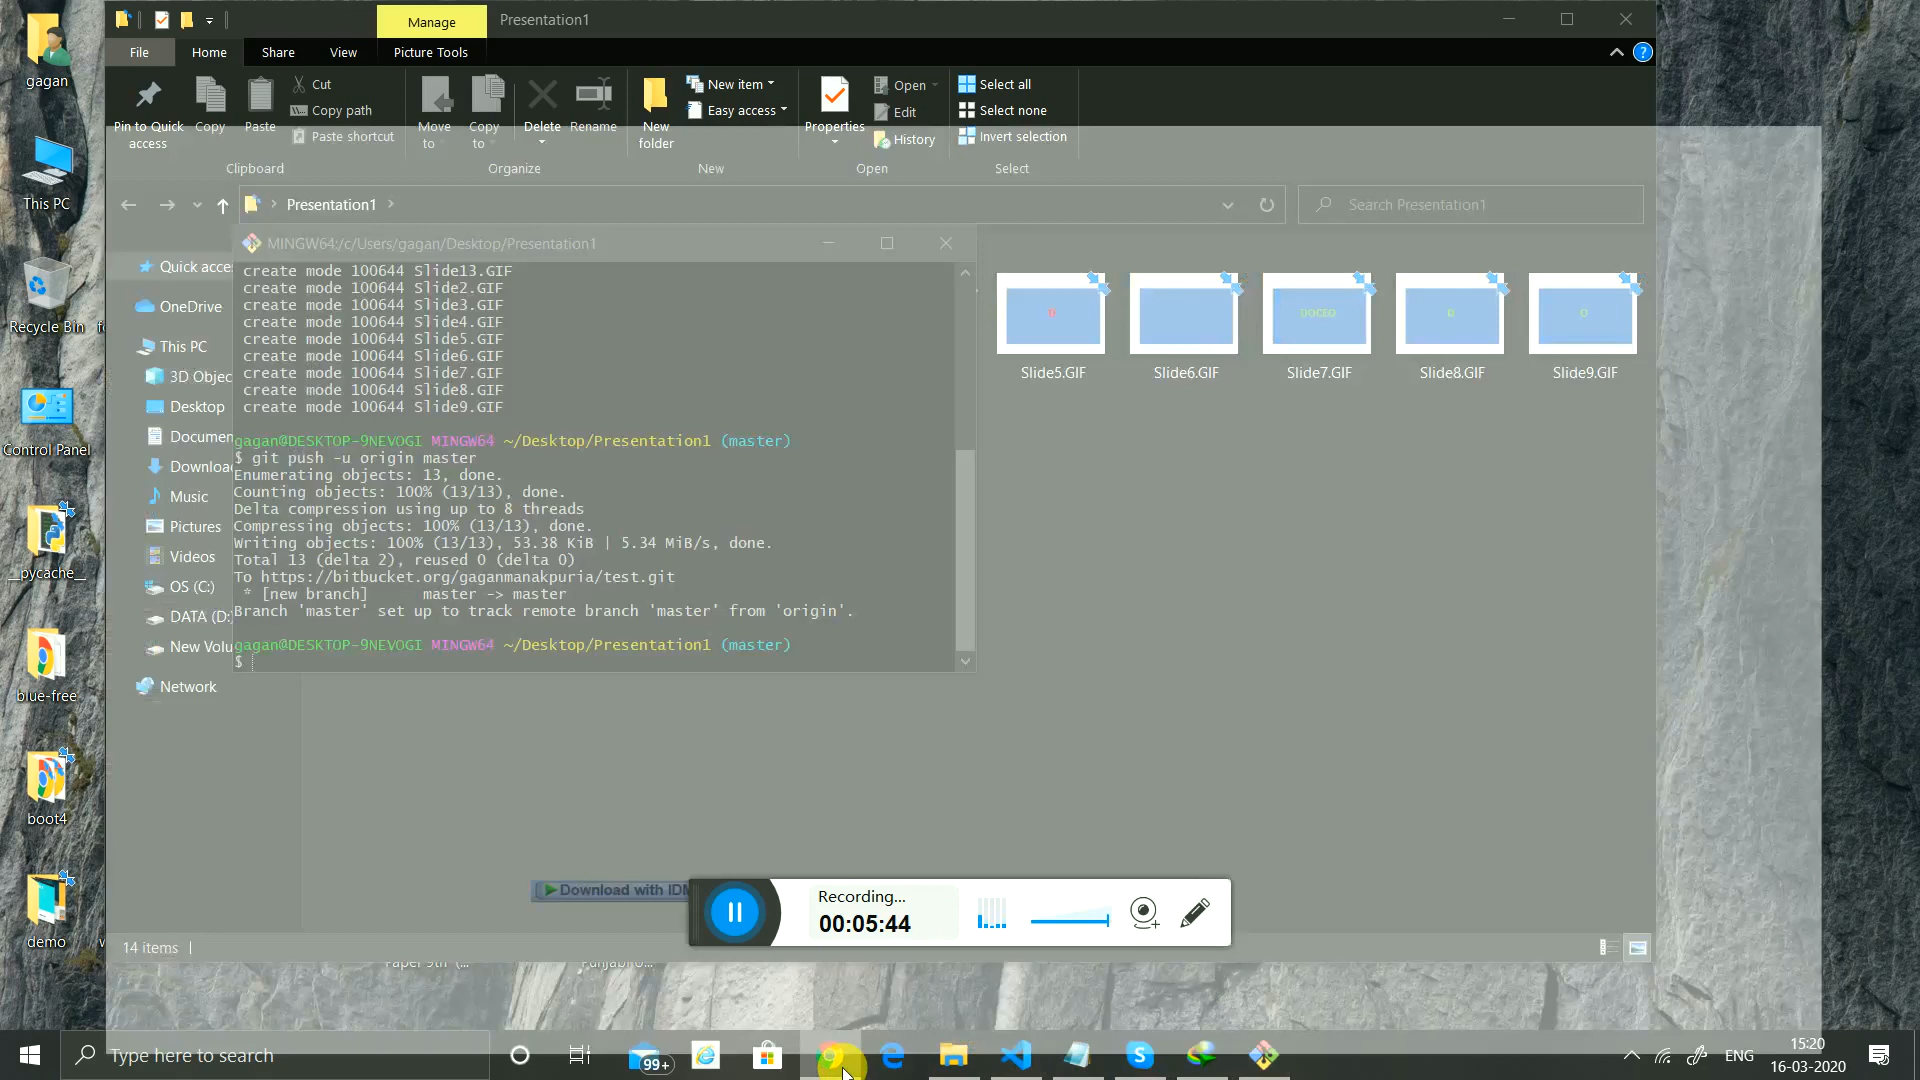 Manage
Presentation1
File
Home
Share
View
Picture Tools
Pin to Quick access
Copy
Paste
Cut
Copy path
Paste shortcut
Clipboard
Move to
Copy to
Delete
Rename
Organize
New folder
New item
Easy access
New
Properties
Open
Edit
History
Open
Select all
Select none
Invert selection
Select
Presentation1
Search Presentation1
gagan
This PC
Recycle Bin
Control Panel
__pycache__
blue-free
boot4
demo
Quick acce
OneDrive
This PC
3D Objec
Desktop
Documen
Downloa
Music
Pictures
Videos
OS (C:)
DATA (D:
New Volu
Network
MINGW64:/c/Users/gagan/Desktop/Presentation1
create mode 100644 Slide13.GIF
create mode 100644 Slide2.GIF
create mode 100644 Slide3.GIF
create mode 100644 Slide4.GIF
create mode 100644 Slide5.GIF
create mode 100644 Slide6.GIF
create mode 100644 Slide7.GIF
create mode 100644 Slide8.GIF
create mode 100644 Slide9.GIF
gagan@DESKTOP-9NEVOGI MINGW64 ~/Desktop/Presentation1 (master)
$ git push -u origin master
Enumerating objects: 13, done.
Counting objects: 100% (13/13), done.
Delta compression using up to 8 threads
Compressing objects: 100% (13/13), done.
Writing objects: 100% (13/13), 53.38 KiB | 5.34 MiB/s, done.
Total 13 (delta 2), reused 0 (delta 0)
To https://bitbucket.org/gaganmanakpuria/test.git
* [new branch]      master -> master
Branch 'master' set up to track remote branch 'master' from 'origin'.
gagan@DESKTOP-9NEVOGI MINGW64 ~/Desktop/Presentation1 (master)
$
Slide5.GIF
Slide6.GIF
Slide7.GIF
Slide8.GIF
Slide9.GIF
Download with IDM
Recording...
00:05:44
14 items
Type here to search
99+
ENG
15:20
16-03-2020